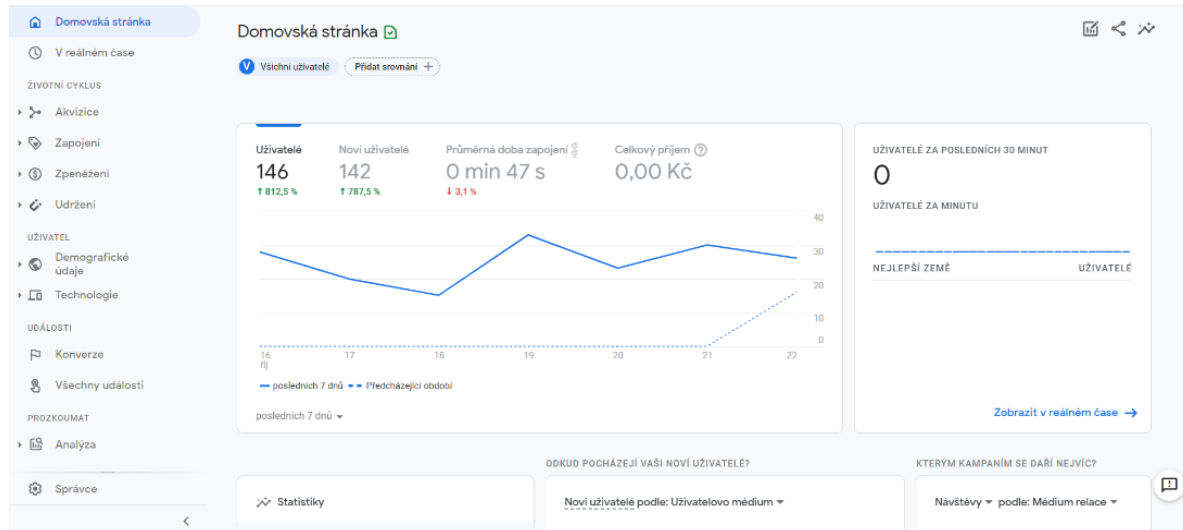 Domovská stránka
V reálném čase
ŽIVOTNÍ CYKLUS
Akvizice
Zapojení
Zpeněžení
Udržení
UŽIVATEL
Demografické
údaje
Technologie
UDÁLOSTI
Konverze
Všechny události
PROZKOUMAT
Analýza
Správce
Domovská stránka
V Všichni uživatelé Přidat srovnání +
Uživatelé Noví uživatelé Průměrná doba zapojení Celkový příjem
146 142 0 min 47 s 0,00 Kč
↑ 812,5 % ↑ 787,5 % ↓ 3,1 %
40
30
20
10
0
16 17 18 19 20 21 22
říj
posledních 7 dnů Předcházející období
posledních 7 dnů
UŽIVATELÉ ZA POSLEDNÍCH 30 MINUT
0
UŽIVATELÉ ZA MINUTU
NEJLEPŠÍ ZEMĚ UŽIVATELÉ
Zobrazit v reálném čase →
Statistiky
ODKUD POCHÁZEJÍ VAŠI NOVÍ UŽIVATELÉ?
Noví uživatelé podle: Uživatelovo médium
KTERÝM KAMPANÍM SE DAŘÍ NEJVÍC?
Návštěvy podle: Médium relace